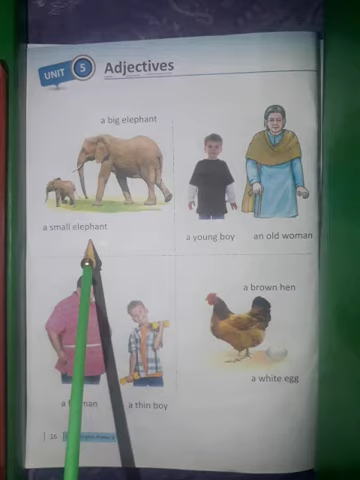 UNIT 5 Adjectives
a big elephant
a small elephant
a young boy
an old woman
a man
a thin boy
a brown hen
a white egg
16